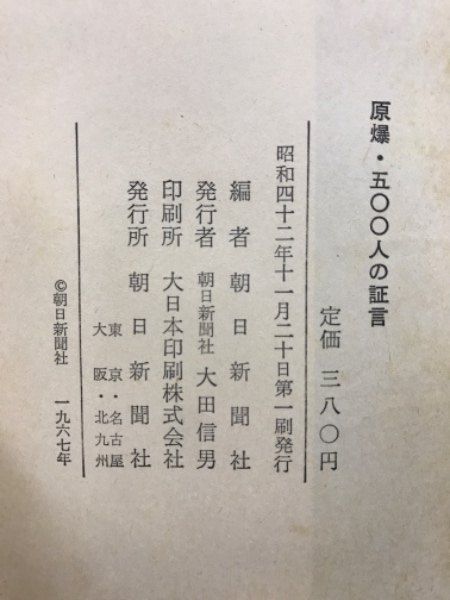 原爆・五〇〇人の証言
定価 三八〇円
昭和四十二年十一月二十日第一刷発行
編者 朝日新聞社
発行者 朝日新聞社 大田信男
印刷所 大日本印刷株式会社
発行所 朝日新聞社
東京・名古屋
大阪・北九州
©朝日新聞社 一九六七年